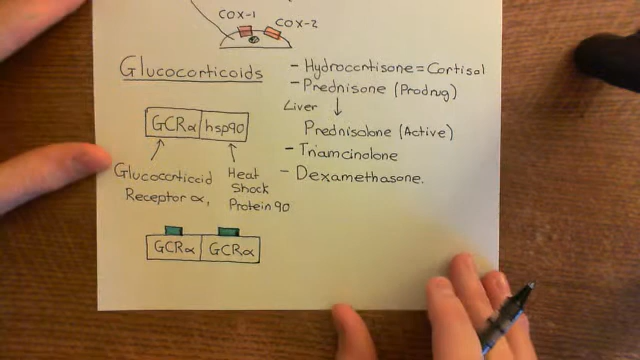 COX-1
COX-2
Glucocorticoids
GCRα hsp90
Glucocorticoid
Receptor α,
Heat
Shock
Protein 90
GCRα GCRα
- Hydrocortisone = Cortisol
- Prednisone (Prodrug)
Liver
Prednisolone (Active)
- Triamcinolone
- Dexamethasone.